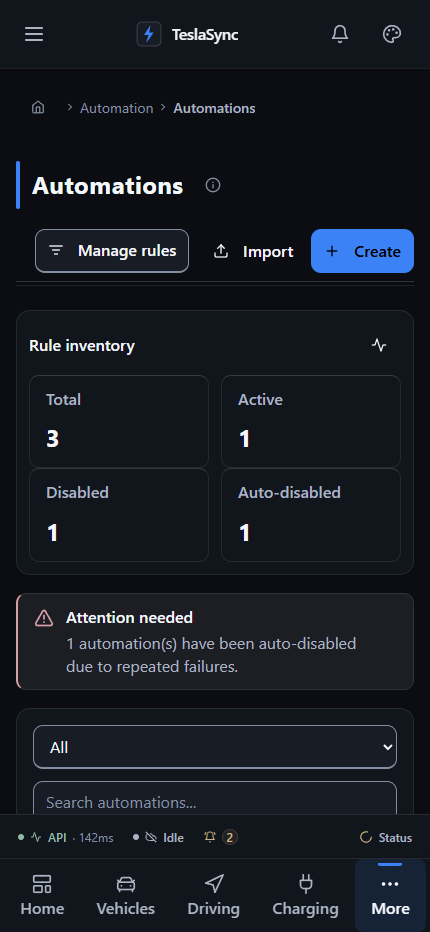 TeslaSync
Automation
Automations
Automations
Manage rules
Import
Create
Rule inventory
Total
Active
3
1
Disabled
Auto-disabled
1
1
Attention needed
1 automation(s) have been auto-disabled
due to repeated failures.
All
Search automations...
API · 142ms
Idle
2
Status
Home
Vehicles
Driving
Charging
More